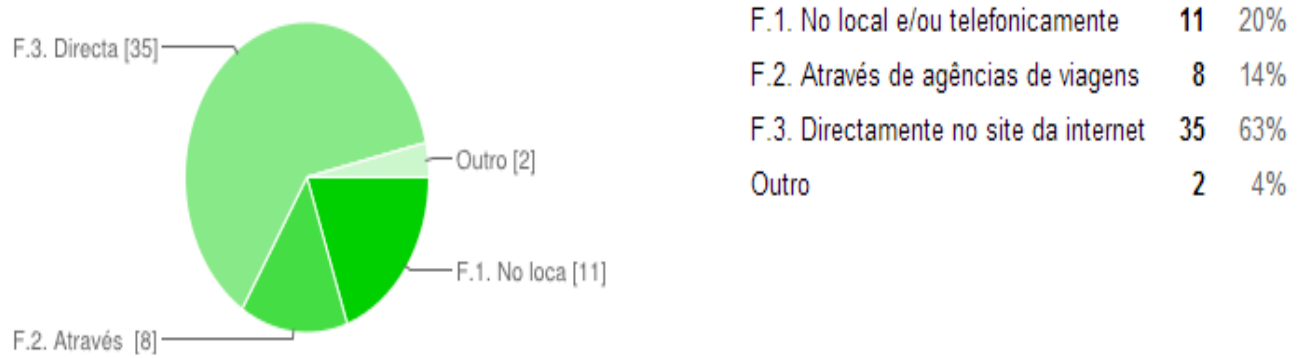 F.3. Directa [35]
Outro [2]
F.1. No loca [11]
F.2. Através [8]
F.1. No local e/ou telefonicamente 11 20%
F.2. Através de agências de viagens 8 14%
F.3. Directamente no site da internet 35 63%
Outro 2 4%